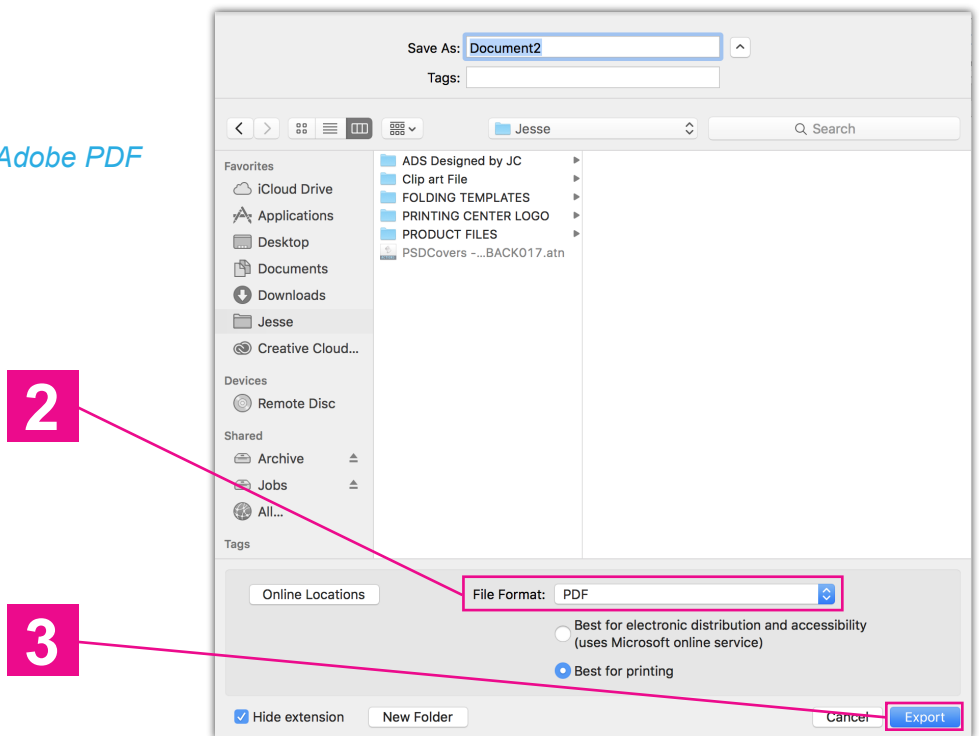 Save As: Document2
Tags:
Jesse
Search
Adobe PDF
Favorites
iCloud Drive
Applications
Desktop
Documents
Downloads
Jesse
Creative Cloud...
Devices
Remote Disc
Shared
Archive
Jobs
All...
Tags
ADS Designed by JC
Clip art File
FOLDING TEMPLATES
PRINTING CENTER LOGO
PRODUCT FILES
PSDCovers -...BACK017.atn
2
Online Locations
File Format: PDF
Best for electronic distribution and accessibility
(uses Microsoft online service)
Best for printing
3
Hide extension
New Folder
Cancel
Export